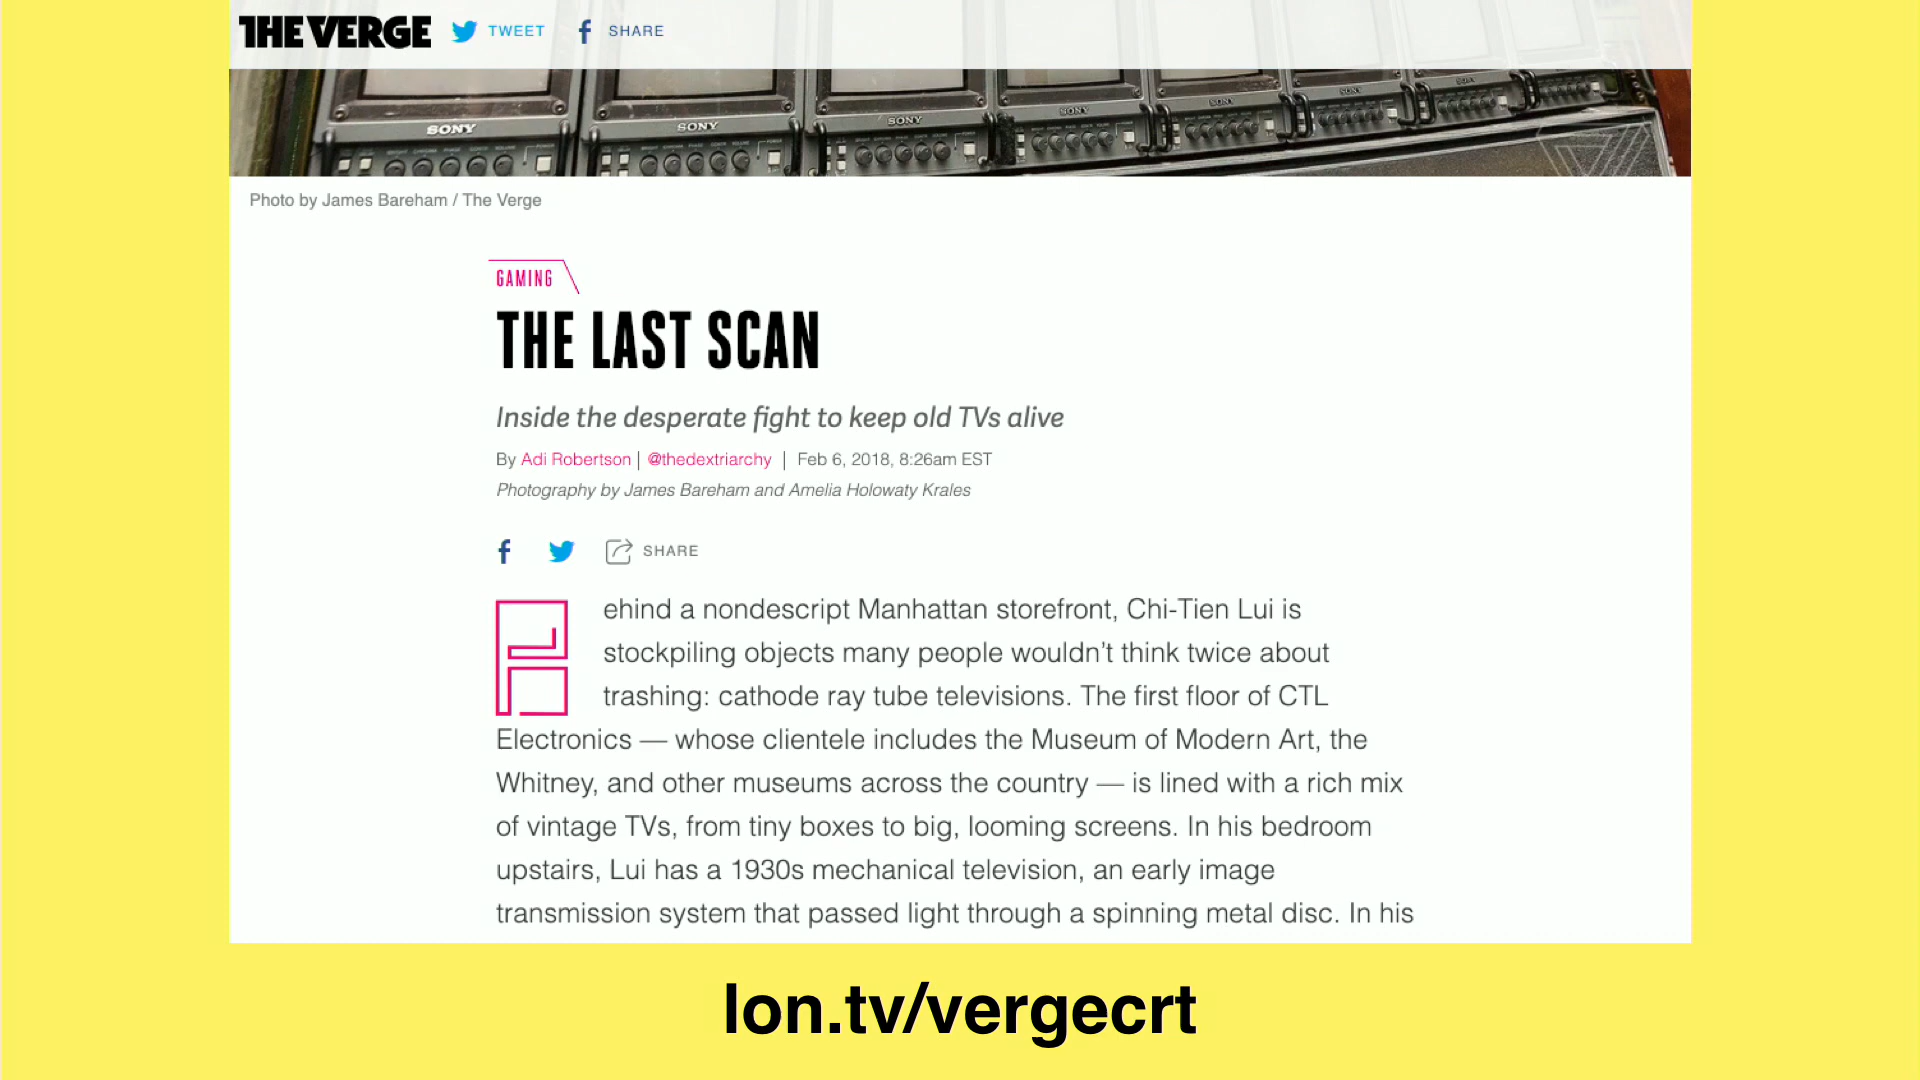 THE VERGE TWEET SHARE
SONY SONY SONY SONY SONY SONY SONY
Photo by James Bareham / The Verge
GAMING
THE LAST SCAN
Inside the desperate fight to keep old TVs alive
By Adi Robertson | @thedextriarchy | Feb 6, 2018, 8:26am EST
Photography by James Bareham and Amelia Holowaty Krales
SHARE
Behind a nondescript Manhattan storefront, Chi-Tien Lui is
stockpiling objects many people wouldn't think twice about
trashing: cathode ray tube televisions. The first floor of CTL
Electronics — whose clientele includes the Museum of Modern Art, the
Whitney, and other museums across the country — is lined with a rich mix
of vintage TVs, from tiny boxes to big, looming screens. In his bedroom
upstairs, Lui has a 1930s mechanical television, an early image
transmission system that passed light through a spinning metal disc. In his
lon.tv/vergecrt